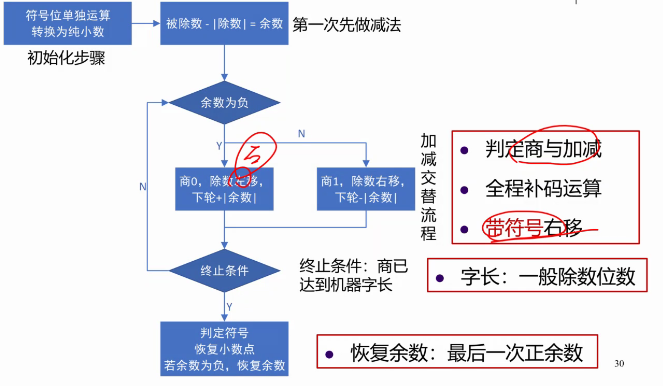 符号位单独运算
转换为纯小数
初始化步骤
被除数 - |除数| = 余数
第一次先做减法
余数为负
Y
N
右
商0，除数左移，
下轮+|余数|
商1，除数右移，
下轮-|余数|
N
加减交替流程
判定商与加减
全程补码运算
带符号右移
终止条件
终止条件：商已
达到机器字长
字长：一般除数位数
Y
判定符号
恢复小数点
若余数为负，恢复余数
恢复余数：最后一次正余数
30